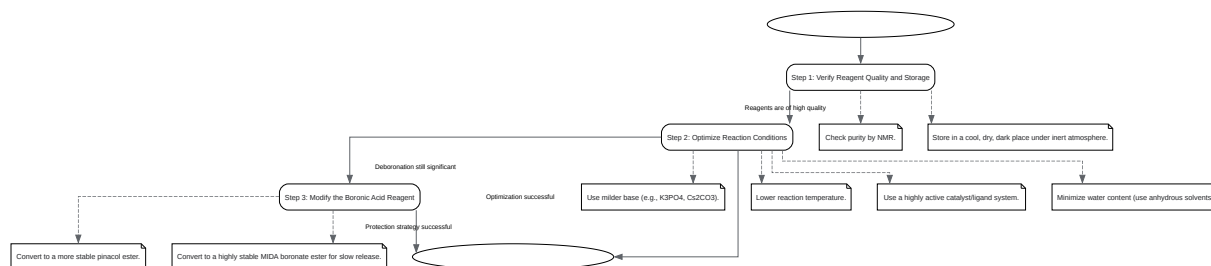 Step 1: Verify Reagent Quality and Storage
Reagents are of high quality
Step 2: Optimize Reaction Conditions
Check purity by NMR.
Store in a cool, dry, dark place under inert atmosphere.
Deboronation still significant
Step 3: Modify the Boronic Acid Reagent
Optimization successful
Use milder base (e.g., K3PO4, Cs2CO3).
Lower reaction temperature.
Use a highly active catalyst/ligand system.
Minimize water content (use anhydrous solvents
Protection strategy successful
Convert to a more stable pinacol ester.
Convert to a highly stable MIDA boronate ester for slow release.